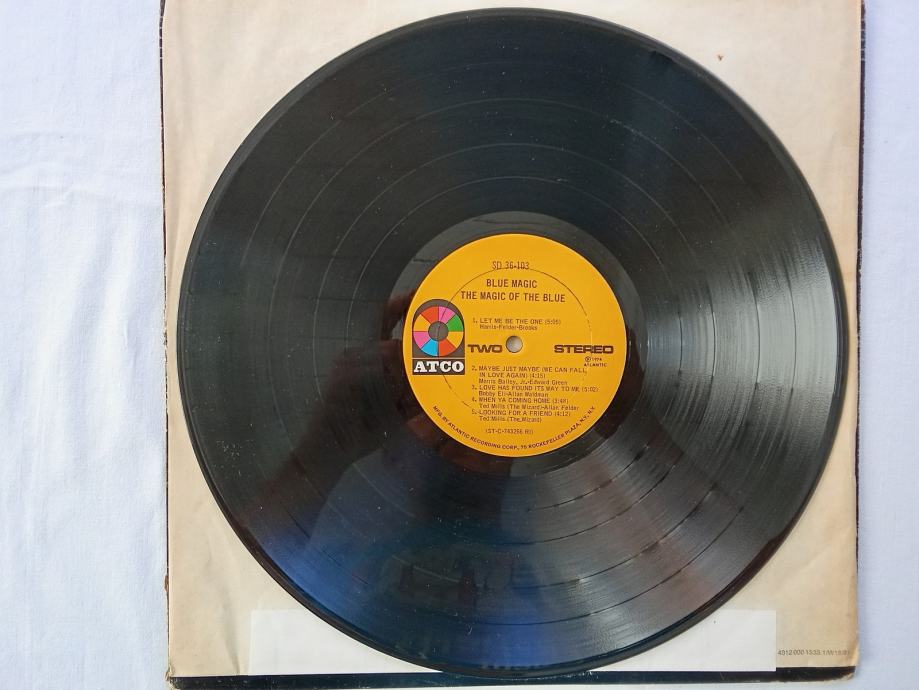 SD 36-103
BLUE MAGIC
THE MAGIC OF THE BLUE
1. LET ME BE THE ONE (5:05)
Harris-Felder-Brooks
ATCO
TWO
STEREO
℗ 1974
ATLANTIC
2. MAYBE JUST MAYBE (WE CAN FALL
IN LOVE AGAIN) (4:15)
Morris Bailey, Jr.-Edward Green
3. LOVE HAS FOUND ITS WAY TO ME (5:02)
Bobby Eli-Allan Waldman
4. WHEN YA COMING HOME (3:48)
Ted Mills (The Wizard)-Allan Felder
5. LOOKING FOR A FRIEND (4:12)
Ted Mills (The Wizard)
(ST-C-743266 RI)
MFG. BY ATLANTIC RECORDING CORP., 75 ROCKEFELLER PLAZA, N.Y., N.Y.